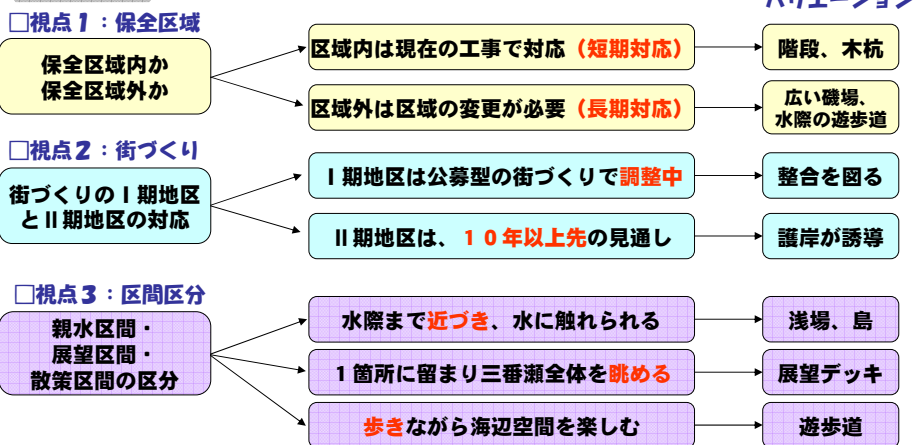 バリエーション
□視点1：保全区域
保全区域内か
保全区域外か
区域内は現在の工事で対応（短期対応）
階段、木杭
区域外は区域の変更が必要（長期対応）
広い磯場、
水際の遊歩道
□視点2：街づくり
街づくりのⅠ期地区
とⅡ期地区の対応
Ⅰ期地区は公募型の街づくりで調整中
整合を図る
Ⅱ期地区は、１０年以上先の見通し
護岸が誘導
□視点3：区間区分
親水区間・
展望区間・
散策区間の区分
水際まで近づき、水に触れられる
浅場、島
1箇所に留まり三番瀬全体を眺める
展望デッキ
歩きながら海辺空間を楽しむ
遊歩道